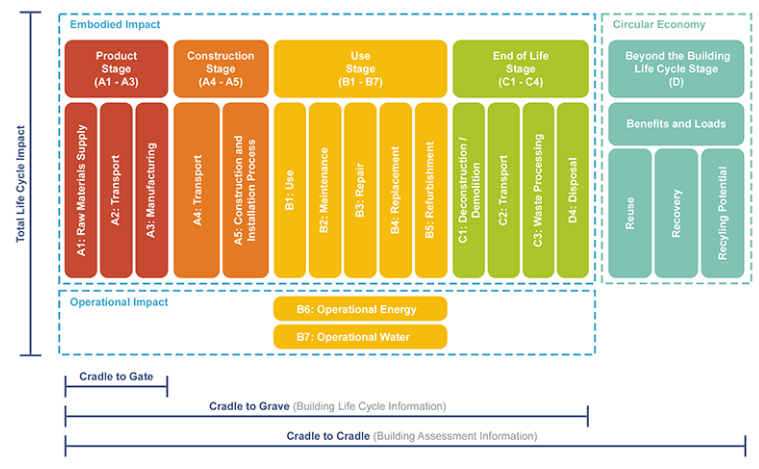 Embodied Impact
Circular Economy
Product
Stage
(A1 - A3)
Construction
Stage
(A4 - A5)
Use
Stage
(B1 - B7)
End of Life
Stage
(C1 - C4)
Beyond the Building
Life Cycle Stage
(D)
Total Life Cycle Impact
A1: Raw Materials Supply
A2: Transport
A3: Manufacturing
A4: Transport
A5: Construction and
Installation Process
B1: Use
B2: Maintenance
B3: Repair
B4: Replacement
B5: Refurbishment
C1: Deconstruction /
Demolition
C2: Transport
C3: Waste Processing
D4: Disposal
Benefits and Loads
Reuse
Recovery
Recyling Potential
Operational Impact
B6: Operational Energy
B7: Operational Water
Cradle to Gate
Cradle to Grave (Building Life Cycle Information)
Cradle to Cradle (Building Assessment Information)